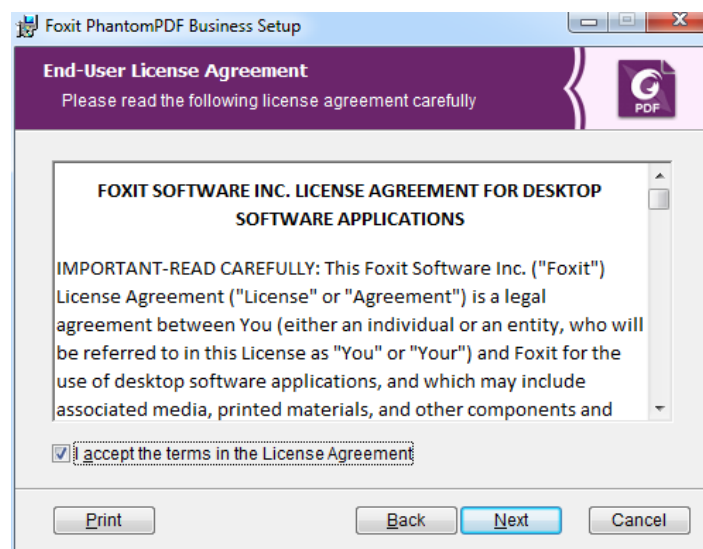 Foxit PhantomPDF Business Setup
End-User License Agreement
Please read the following license agreement carefully
PDF
FOXIT SOFTWARE INC. LICENSE AGREEMENT FOR DESKTOP
SOFTWARE APPLICATIONS
IMPORTANT-READ CAREFULLY: This Foxit Software Inc. ("Foxit")
License Agreement ("License" or "Agreement") is a legal
agreement between You (either an individual or an entity, who will
be referred to in this License as "You" or "Your") and Foxit for the
use of desktop software applications, and which may include
associated media, printed materials, and other components and
I accept the terms in the License Agreement
Print Back Next Cancel